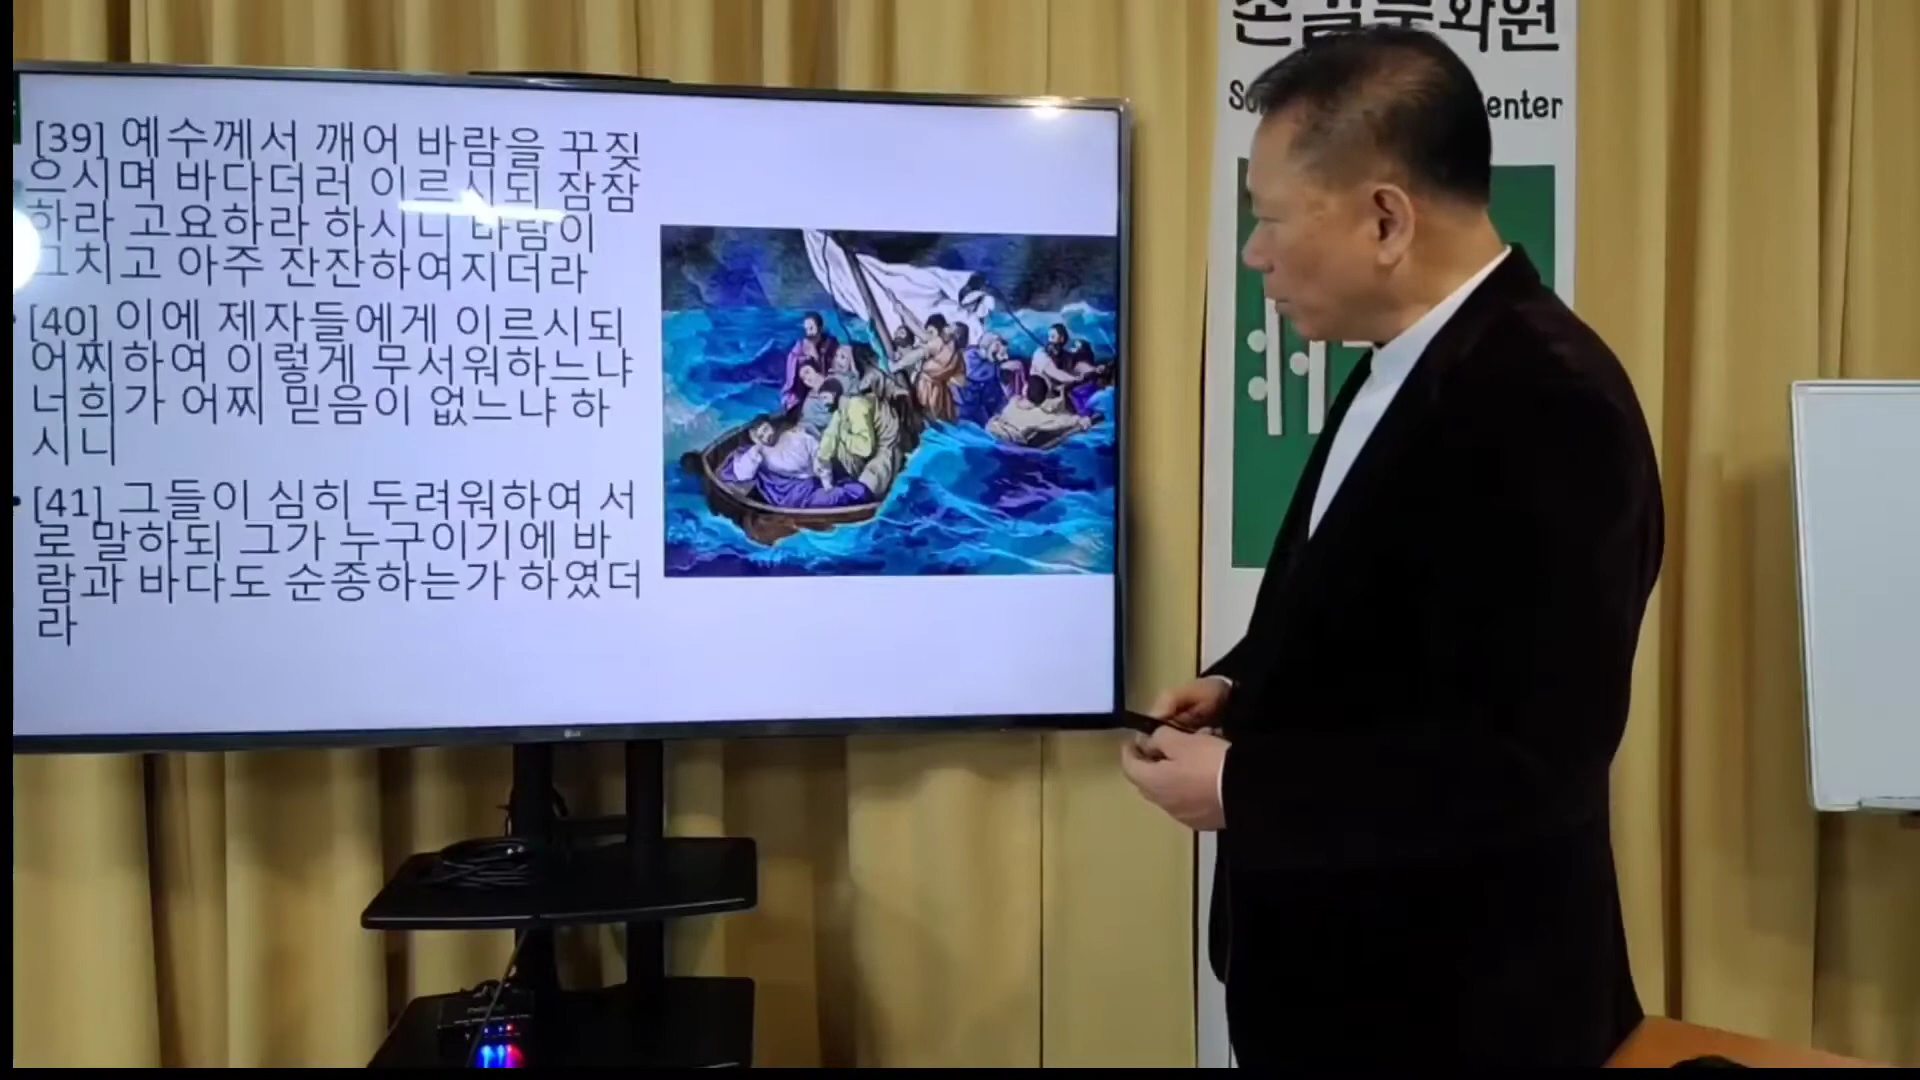 [39] 예수께서 깨어 바람을 꾸짖
으시며 바다더러 이르시되 잠잠
하라 고요하라 하시니 바람이
그치고 아주 잔잔하여지더라
[40] 이에 제자들에게 이르시되
어찌하여 이렇게 무서워하느냐
너희가 어찌 믿음이 없느냐 하
시니
[41] 그들이 심히 두려워하여 서
로 말하되 그가 누구이기에 바
람과 바다도 순종하는가 하였더
라
LG
손골문화원
enter